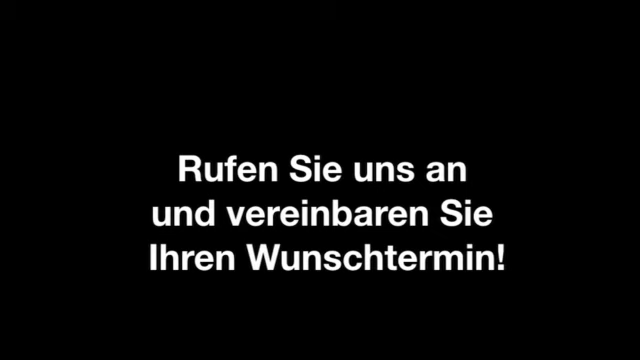 Rufen Sie uns an
und vereinbaren Sie
Ihren Wunschtermin!